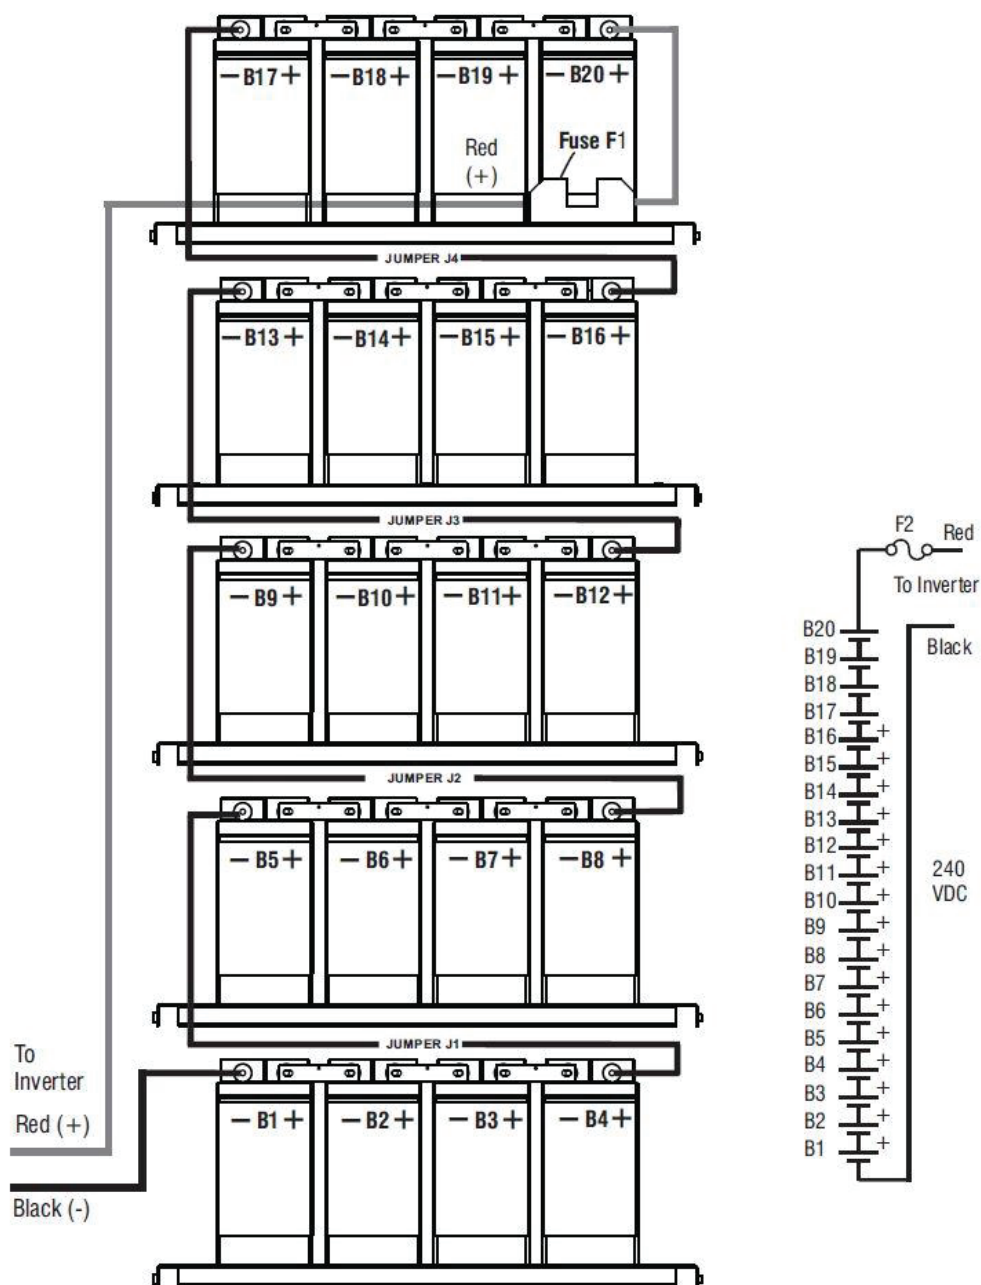 – B17 + – B18 + – B19 + – B20 +
Red
(+)
Fuse F1
JUMPER J4
– B13 + – B14 + – B15 + – B16 +
JUMPER J3
– B9 + – B10 + – B11 + – B12 +
JUMPER J2
– B5 + – B6 + – B7 + – B8 +
JUMPER J1
– B1 + – B2 + – B3 + – B4 +
To
Inverter
Red (+)
Black (-)
F2
Red
To Inverter
Black
B20
B19
B18
B17
B16 +
B15 +
B14 +
B13 +
B12 +
B11 +
B10 +
B9 +
B8 +
B7 +
B6 +
B5 +
B4 +
B3 +
B2 +
B1 +
240
VDC